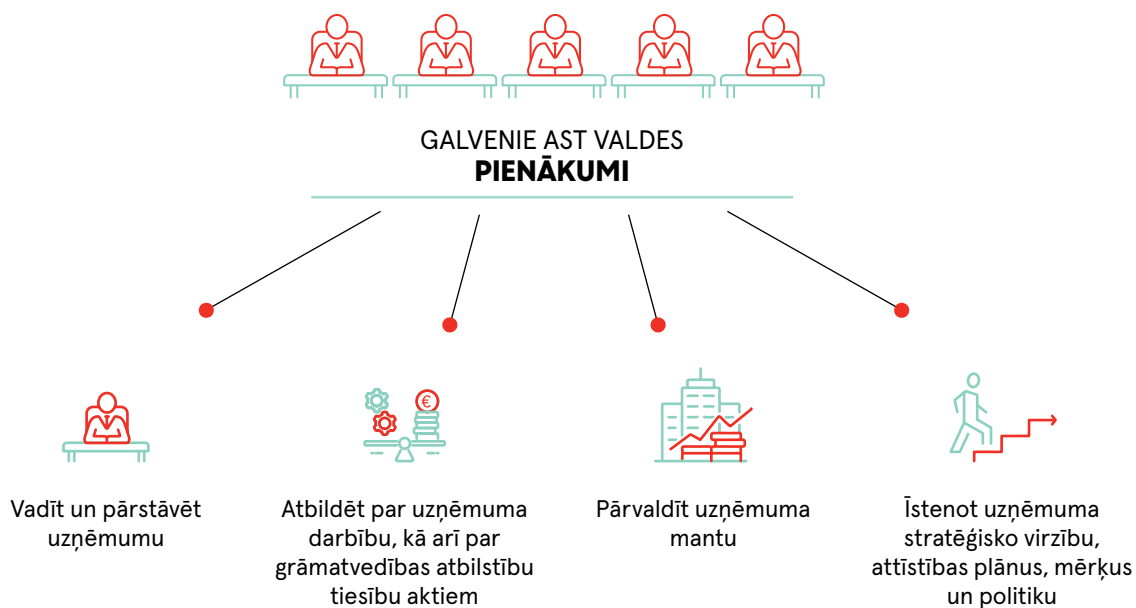 GALVENIE AST VALDES
PIENĀKUMI
Vadīt un pārstāvēt
uzņēmumu
Atbildēt par uzņēmuma
darbību, kā arī par
grāmatvedības atbilstību
tiesību aktiem
Pārvaldīt uzņēmuma
mantu
Īstenot uzņēmuma
stratēģisko virzību,
attīstības plānus, mērķus
un politiku
€